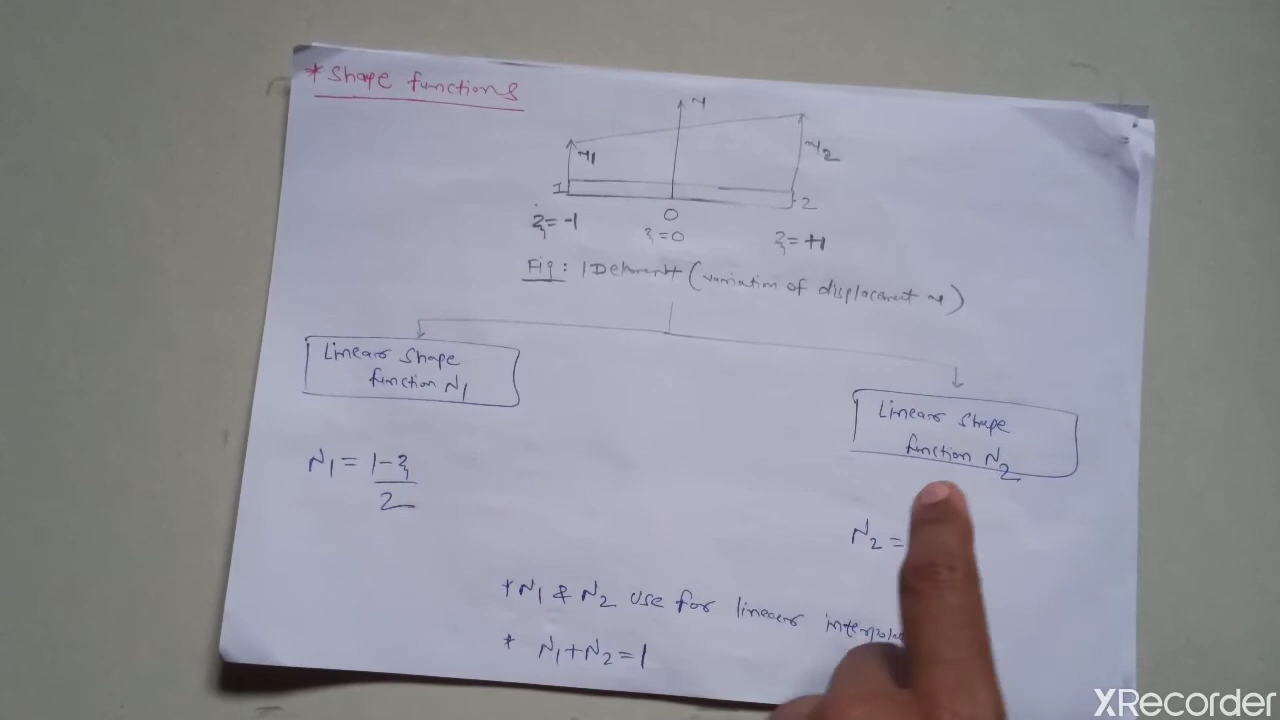 * Shape functions
u
u1
u2
1
2
ξ = -1
0
ξ = 0
ξ = +1
Fig : 1D element (variation of displacement u)
Linear shape
function N1
Linear shape
function N2
N1 = 1-ξ
2
N2 =
* N1 & N2 use for linear
* N1+N2 = 1
XRecorder